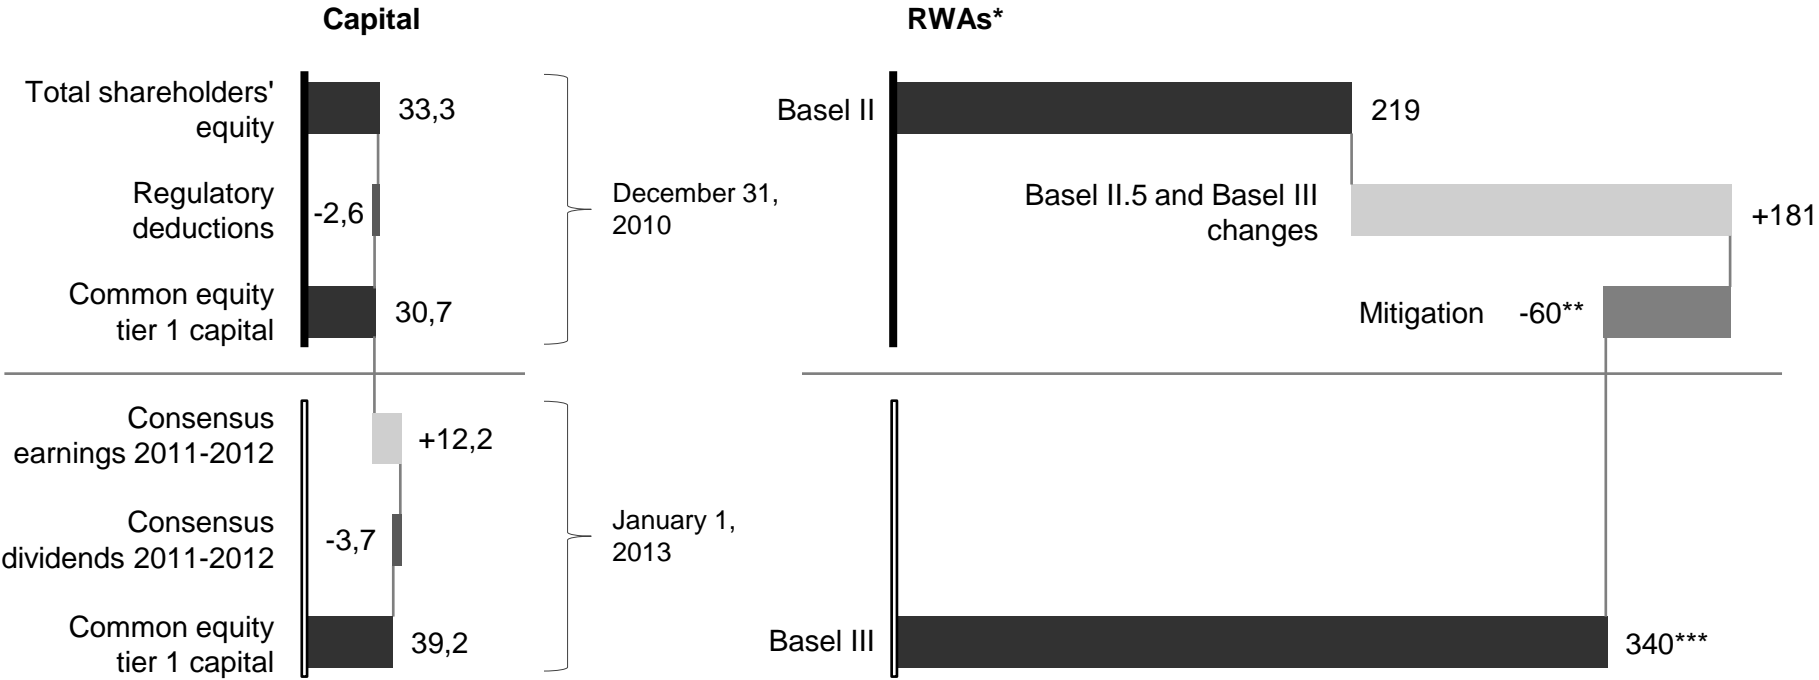 Capital
Total shareholders'
equity
33,3
Regulatory
deductions
-2,6
Common equity
tier 1 capital
30,7
December 31,
2010
Consensus
earnings 2011-2012
+12,2
Consensus
dividends 2011-2012
-3,7
Common equity
tier 1 capital
39,2
January 1,
2013
RWAs*
Basel II
219
Basel II.5 and Basel III
changes
+181
Mitigation
-60**
Basel III
340***